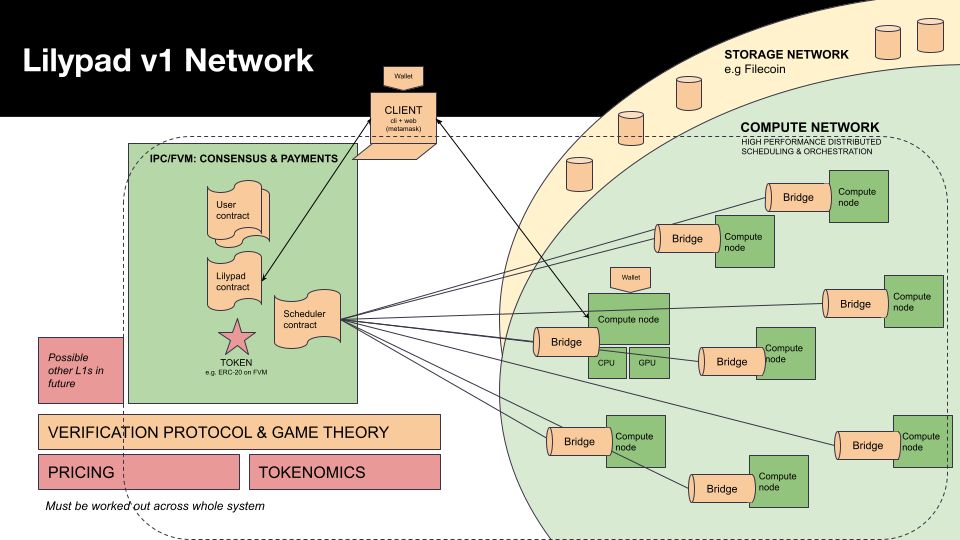 Lilypad v1 Network
Wallet
CLIENT
cli + web
(metamask)
STORAGE NETWORK
e.g Filecoin
COMPUTE NETWORK
HIGH PERFORMANCE DISTRIBUTED
SCHEDULING & ORCHESTRATION
IPC/FVM: CONSENSUS & PAYMENTS
User
contract
Lilypad
contract
Scheduler
contract
TOKEN
e.g. ERC-20 on FVM
Possible
other L1s in
future
Bridge
Compute
node
Bridge
Compute
node
Wallet
Compute node
Bridge
CPU
GPU
Bridge
Compute
node
Bridge
Compute
node
Bridge
Compute
node
Bridge
Compute
node
Bridge
Compute
node
VERIFICATION PROTOCOL & GAME THEORY
PRICING
TOKENOMICS
Must be worked out across whole system